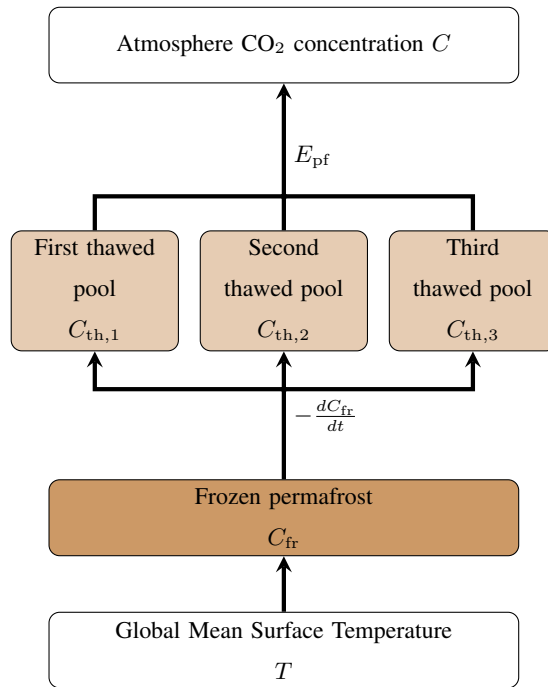 Atmosphere CO₂ concentration C
E_pf
First thawed
pool
C_th,1
Second
thawed pool
C_th,2
Third
thawed pool
C_th,3
−dC_fr/dt
Frozen permafrost
C_fr
Global Mean Surface Temperature
T